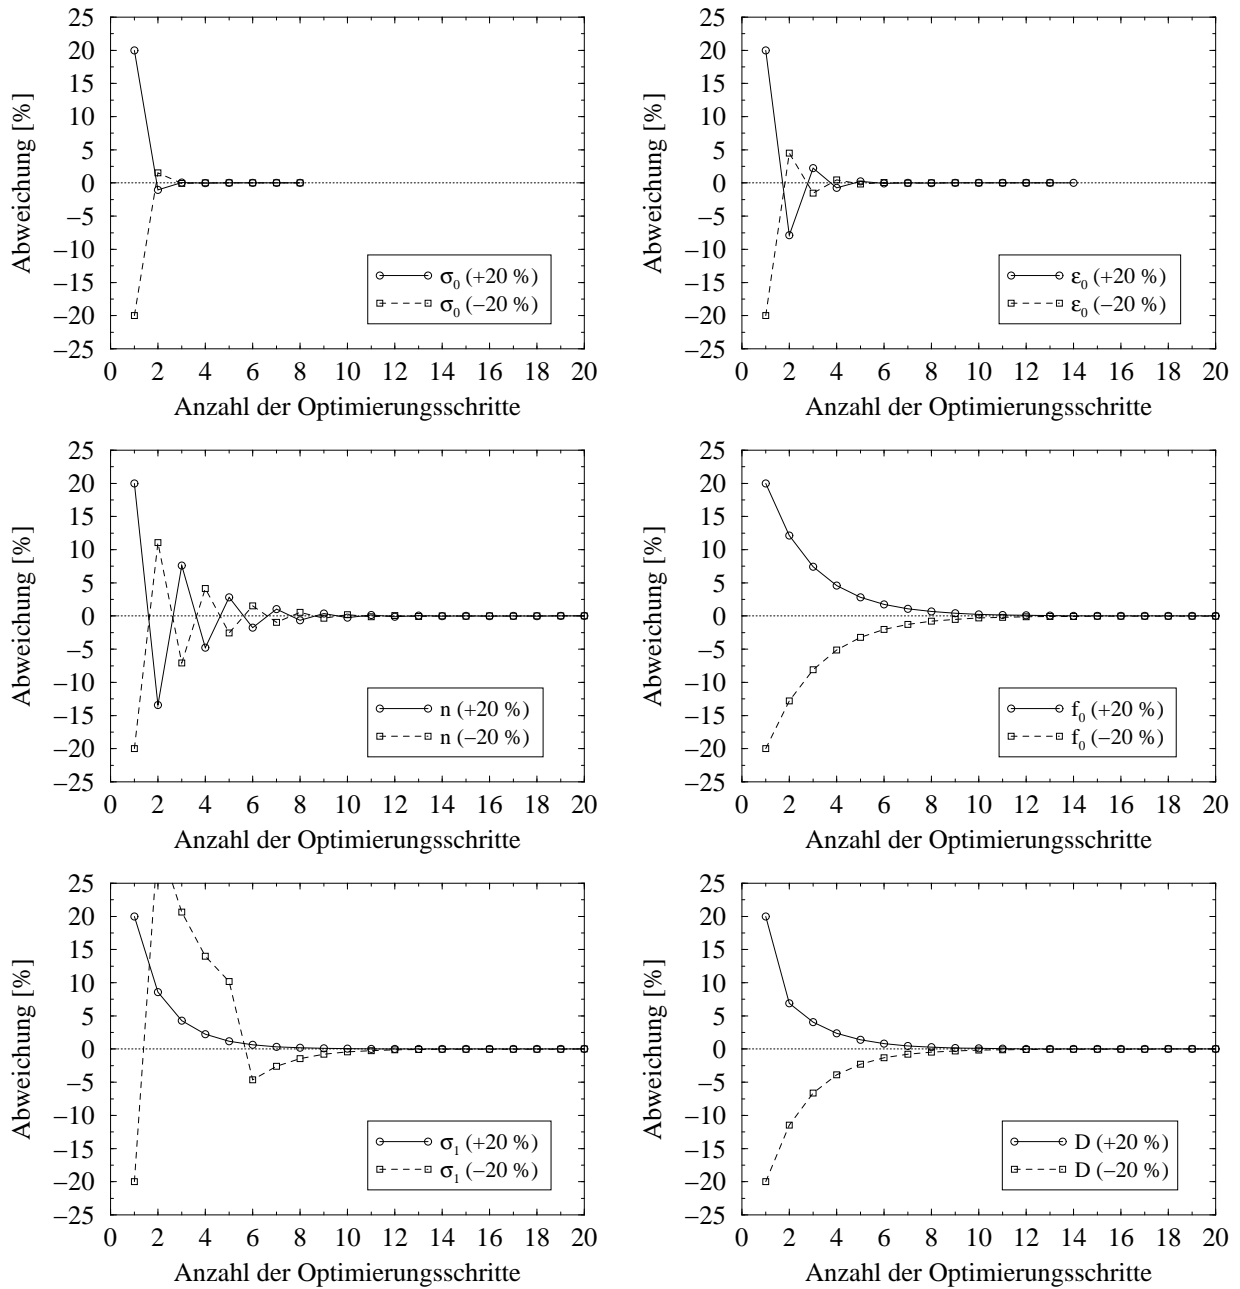 25
20
15
10
5
0
−5
−10
−15
−20
−25
Abweichung [%]
σ0 (+20 %)
σ0 (−20 %)
0 2 4 6 8 10 12 14 16 18 20
Anzahl der Optimierungsschritte
25
20
15
10
5
0
−5
−10
−15
−20
−25
Abweichung [%]
ε0 (+20 %)
ε0 (−20 %)
0 2 4 6 8 10 12 14 16 18 20
Anzahl der Optimierungsschritte
25
20
15
10
5
0
−5
−10
−15
−20
−25
Abweichung [%]
n (+20 %)
n (−20 %)
0 2 4 6 8 10 12 14 16 18 20
Anzahl der Optimierungsschritte
25
20
15
10
5
0
−5
−10
−15
−20
−25
Abweichung [%]
f0 (+20 %)
f0 (−20 %)
0 2 4 6 8 10 12 14 16 18 20
Anzahl der Optimierungsschritte
25
20
15
10
5
0
−5
−10
−15
−20
−25
Abweichung [%]
σ1 (+20 %)
σ1 (−20 %)
0 2 4 6 8 10 12 14 16 18 20
Anzahl der Optimierungsschritte
25
20
15
10
5
0
−5
−10
−15
−20
−25
Abweichung [%]
D (+20 %)
D (−20 %)
0 2 4 6 8 10 12 14 16 18 20
Anzahl der Optimierungsschritte